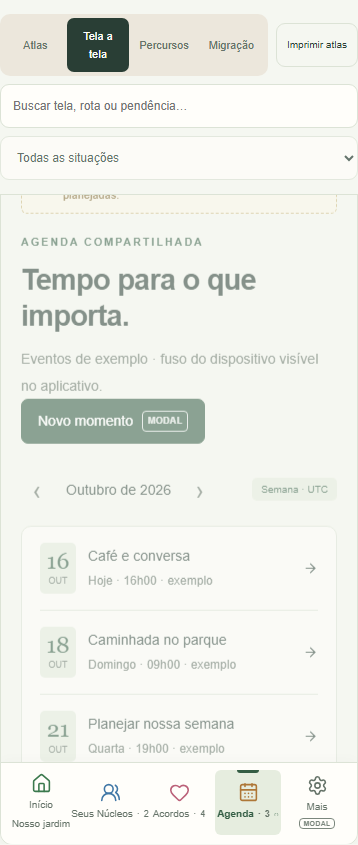 Atlas
Tela a
tela
Percursos
Migração
Imprimir atlas
Buscar tela, rota ou pendência...
Todas as situações
planejadas.
AGENDA COMPARTILHADA
Tempo para o que
importa.
Eventos de exemplo · fuso do dispositivo visível
no aplicativo.
Novo momento MODAL
‹ Outubro de 2026 ›
Semana · UTC
16
OUT
Café e conversa
Hoje · 16h00 · exemplo
→
18
OUT
Caminhada no parque
Domingo · 09h00 · exemplo
→
21
OUT
Planejar nossa semana
Quarta · 19h00 · exemplo
→
Início
Nosso jardim
Seus Núcleos · 2
Acordos · 4
Agenda · 3
Mais
MODAL